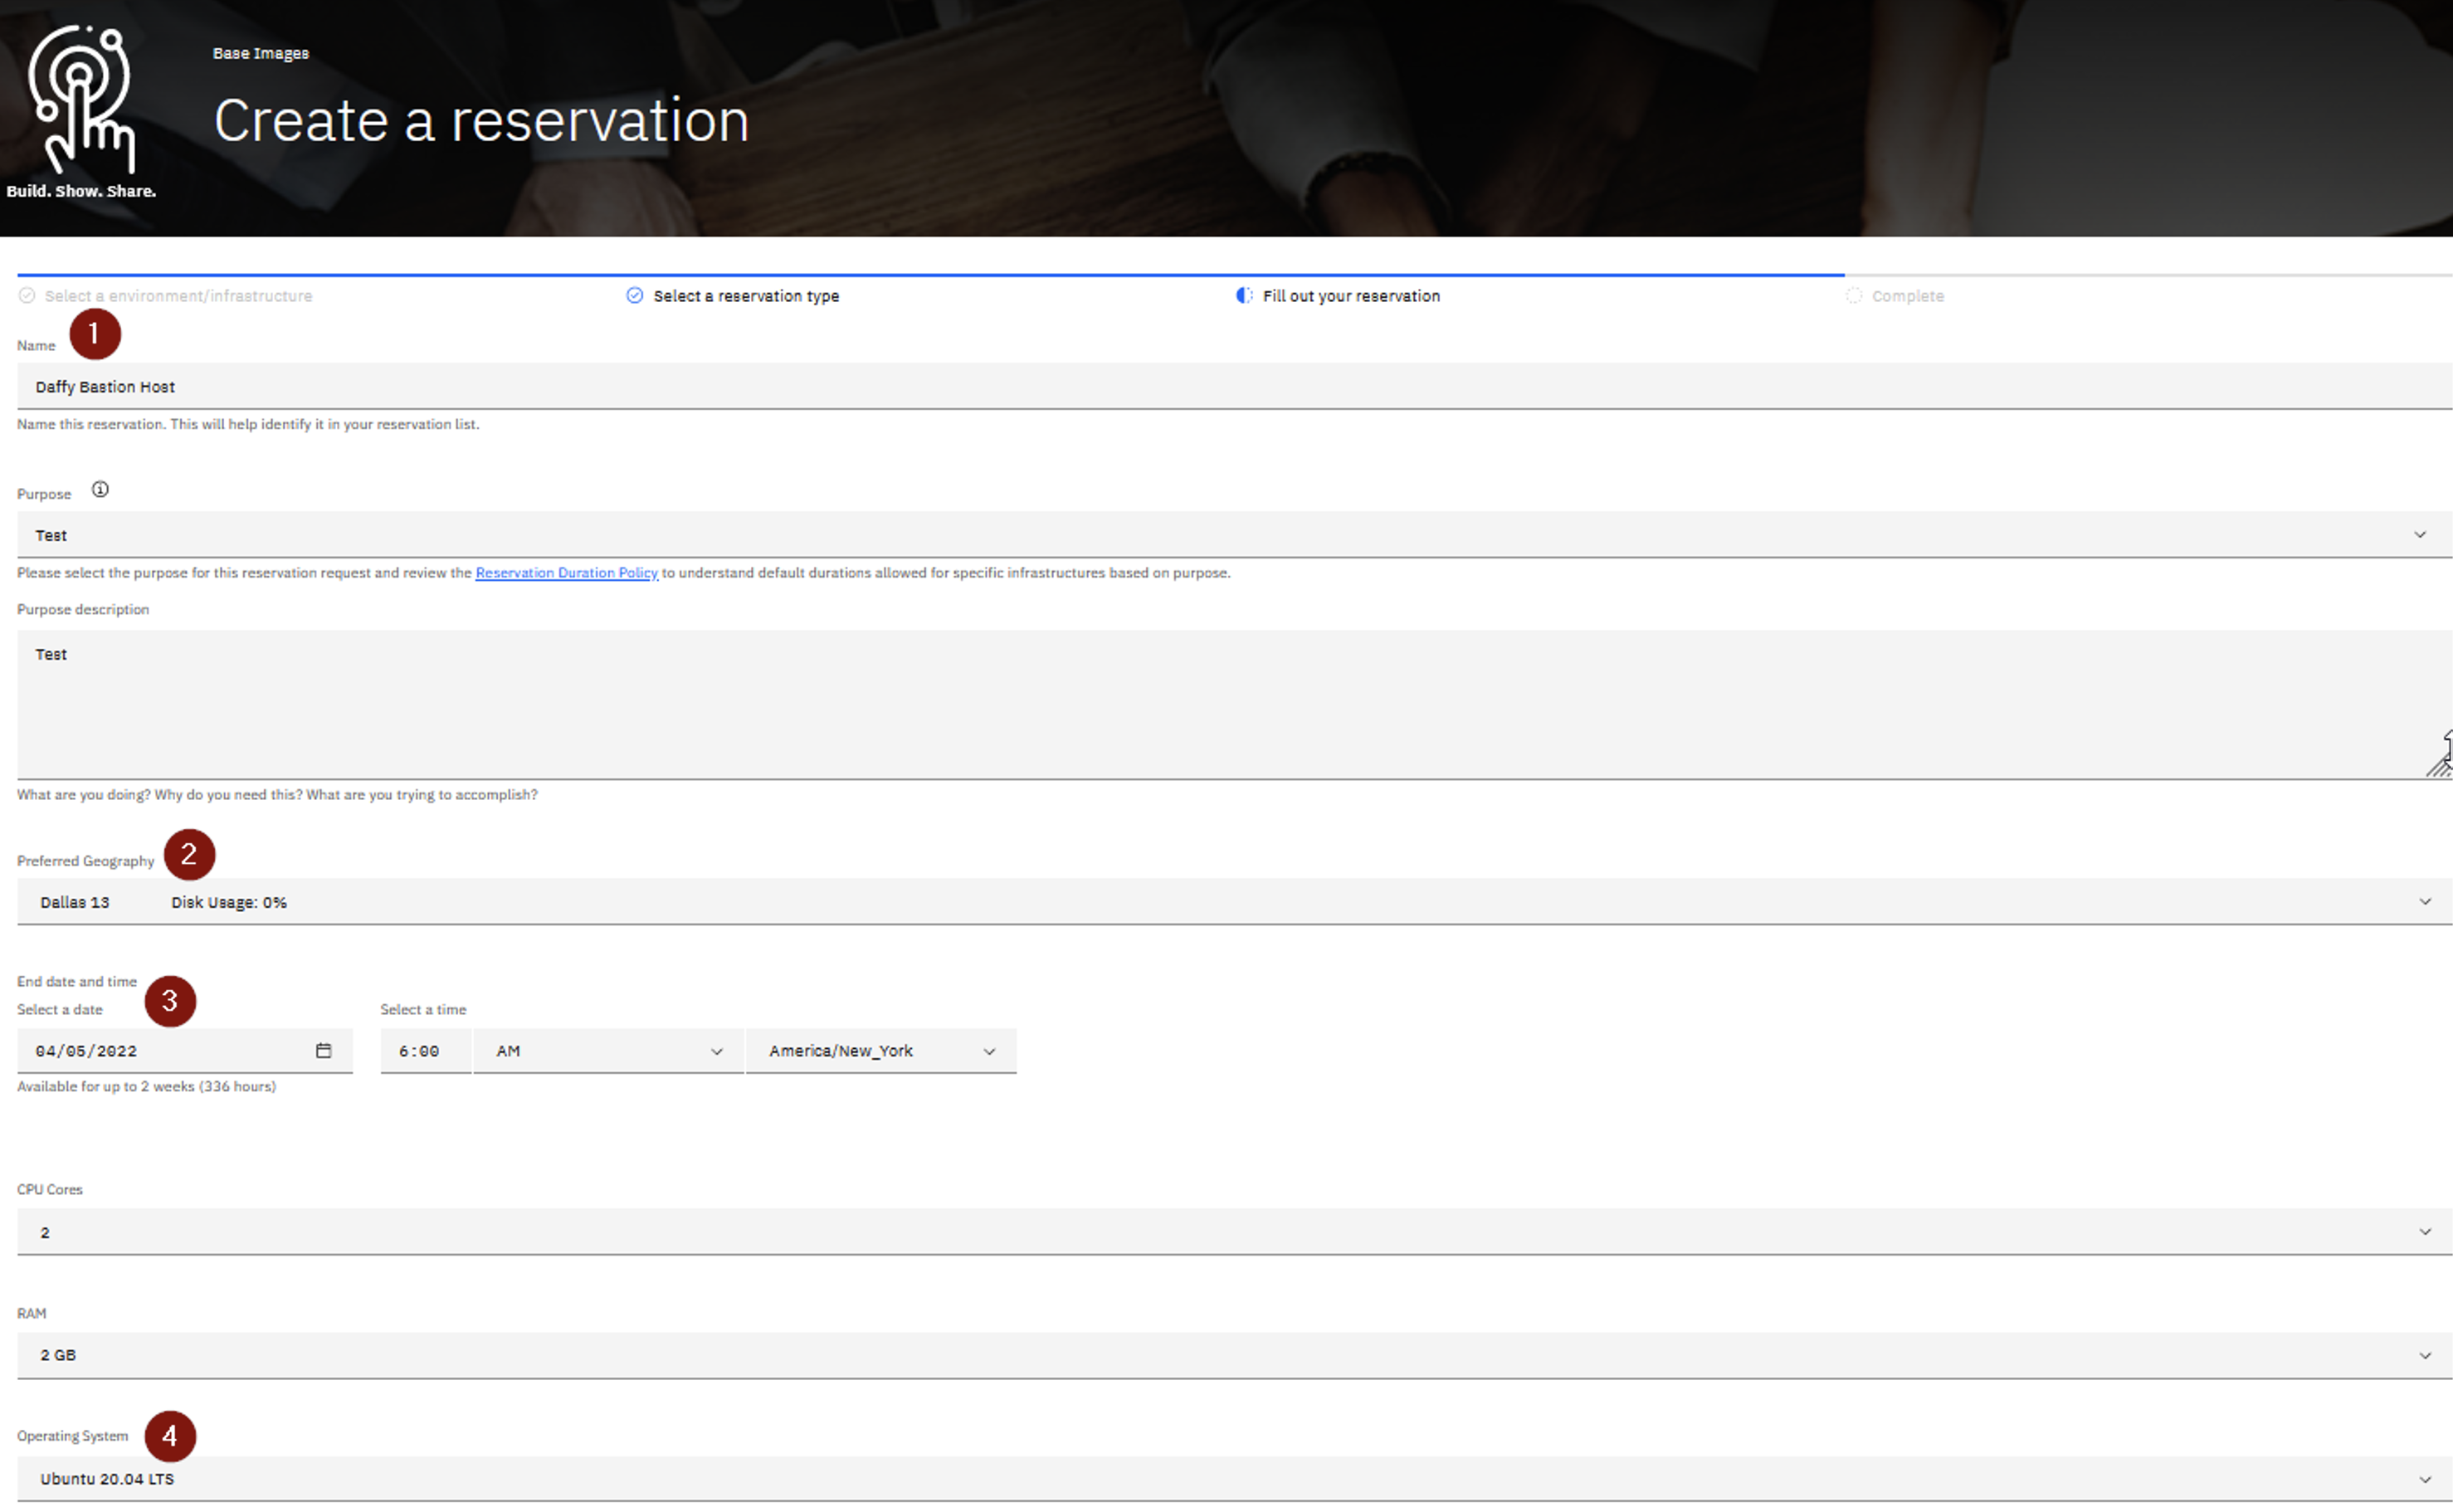 Base Images
Create a reservation
Build. Show. Share.
Select a environment/infrastructure
Select a reservation type
Fill out your reservation
Complete
Name 1
Daffy Bastion Host
Name this reservation. This will help identify it in your reservation list.
Purpose
Test
Please select the purpose for this reservation request and review the Reservation Duration Policy to understand default durations allowed for specific infrastructures based on purpose.
Purpose description
Test
What are you doing? Why do you need this? What are you trying to accomplish?
Preferred Geography 2
Dallas 13 Disk Usage: 0%
End date and time
3
Select a date Select a time
04/05/2022 6:00 AM America/New_York
Available for up to 2 weeks (336 hours)
CPU Cores
2
RAM
2 GB
Operating System 4
Ubuntu 20.04 LTS